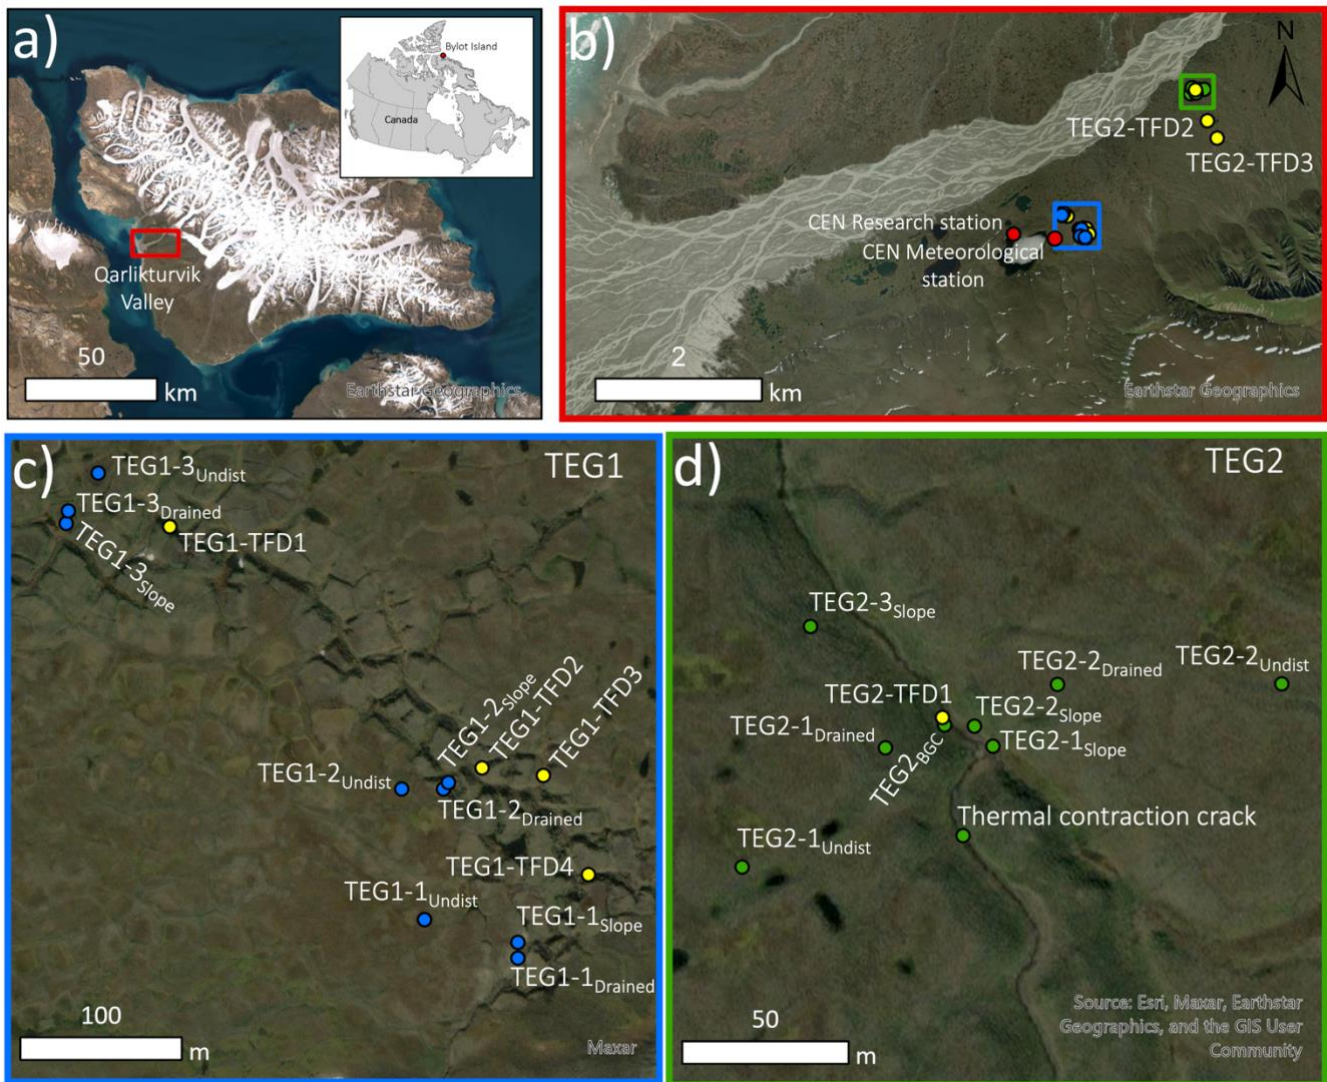 a)
Bylot Island
Canada
Qarlikturvik
Valley
50
km
Earthstar Geographics
b)
N
TEG2-TFD2
TEG2-TFD3
CEN Research station
CEN Meteorological
station
2
km
Earthstar Geographics
c)
TEG1
TEG1-3Undist
TEG1-3Drained
TEG1-TFD1
TEG1-3Slope
TEG1-2Slope
TEG1-TFD2
TEG1-TFD3
TEG1-2Undist
TEG1-2Drained
TEG1-TFD4
TEG1-1Undist
TEG1-1Slope
TEG1-1Drained
100
m
Maxar
d)
TEG2
TEG2-3Slope
TEG2-2Drained
TEG2-2Undist
TEG2-TFD1
TEG2-2Slope
TEG2-1Drained
TEG2BGC
TEG2-1Slope
Thermal contraction crack
TEG2-1Undist
50
m
Source: Esri, Maxar, Earthstar
Geographics, and the GIS User
Community